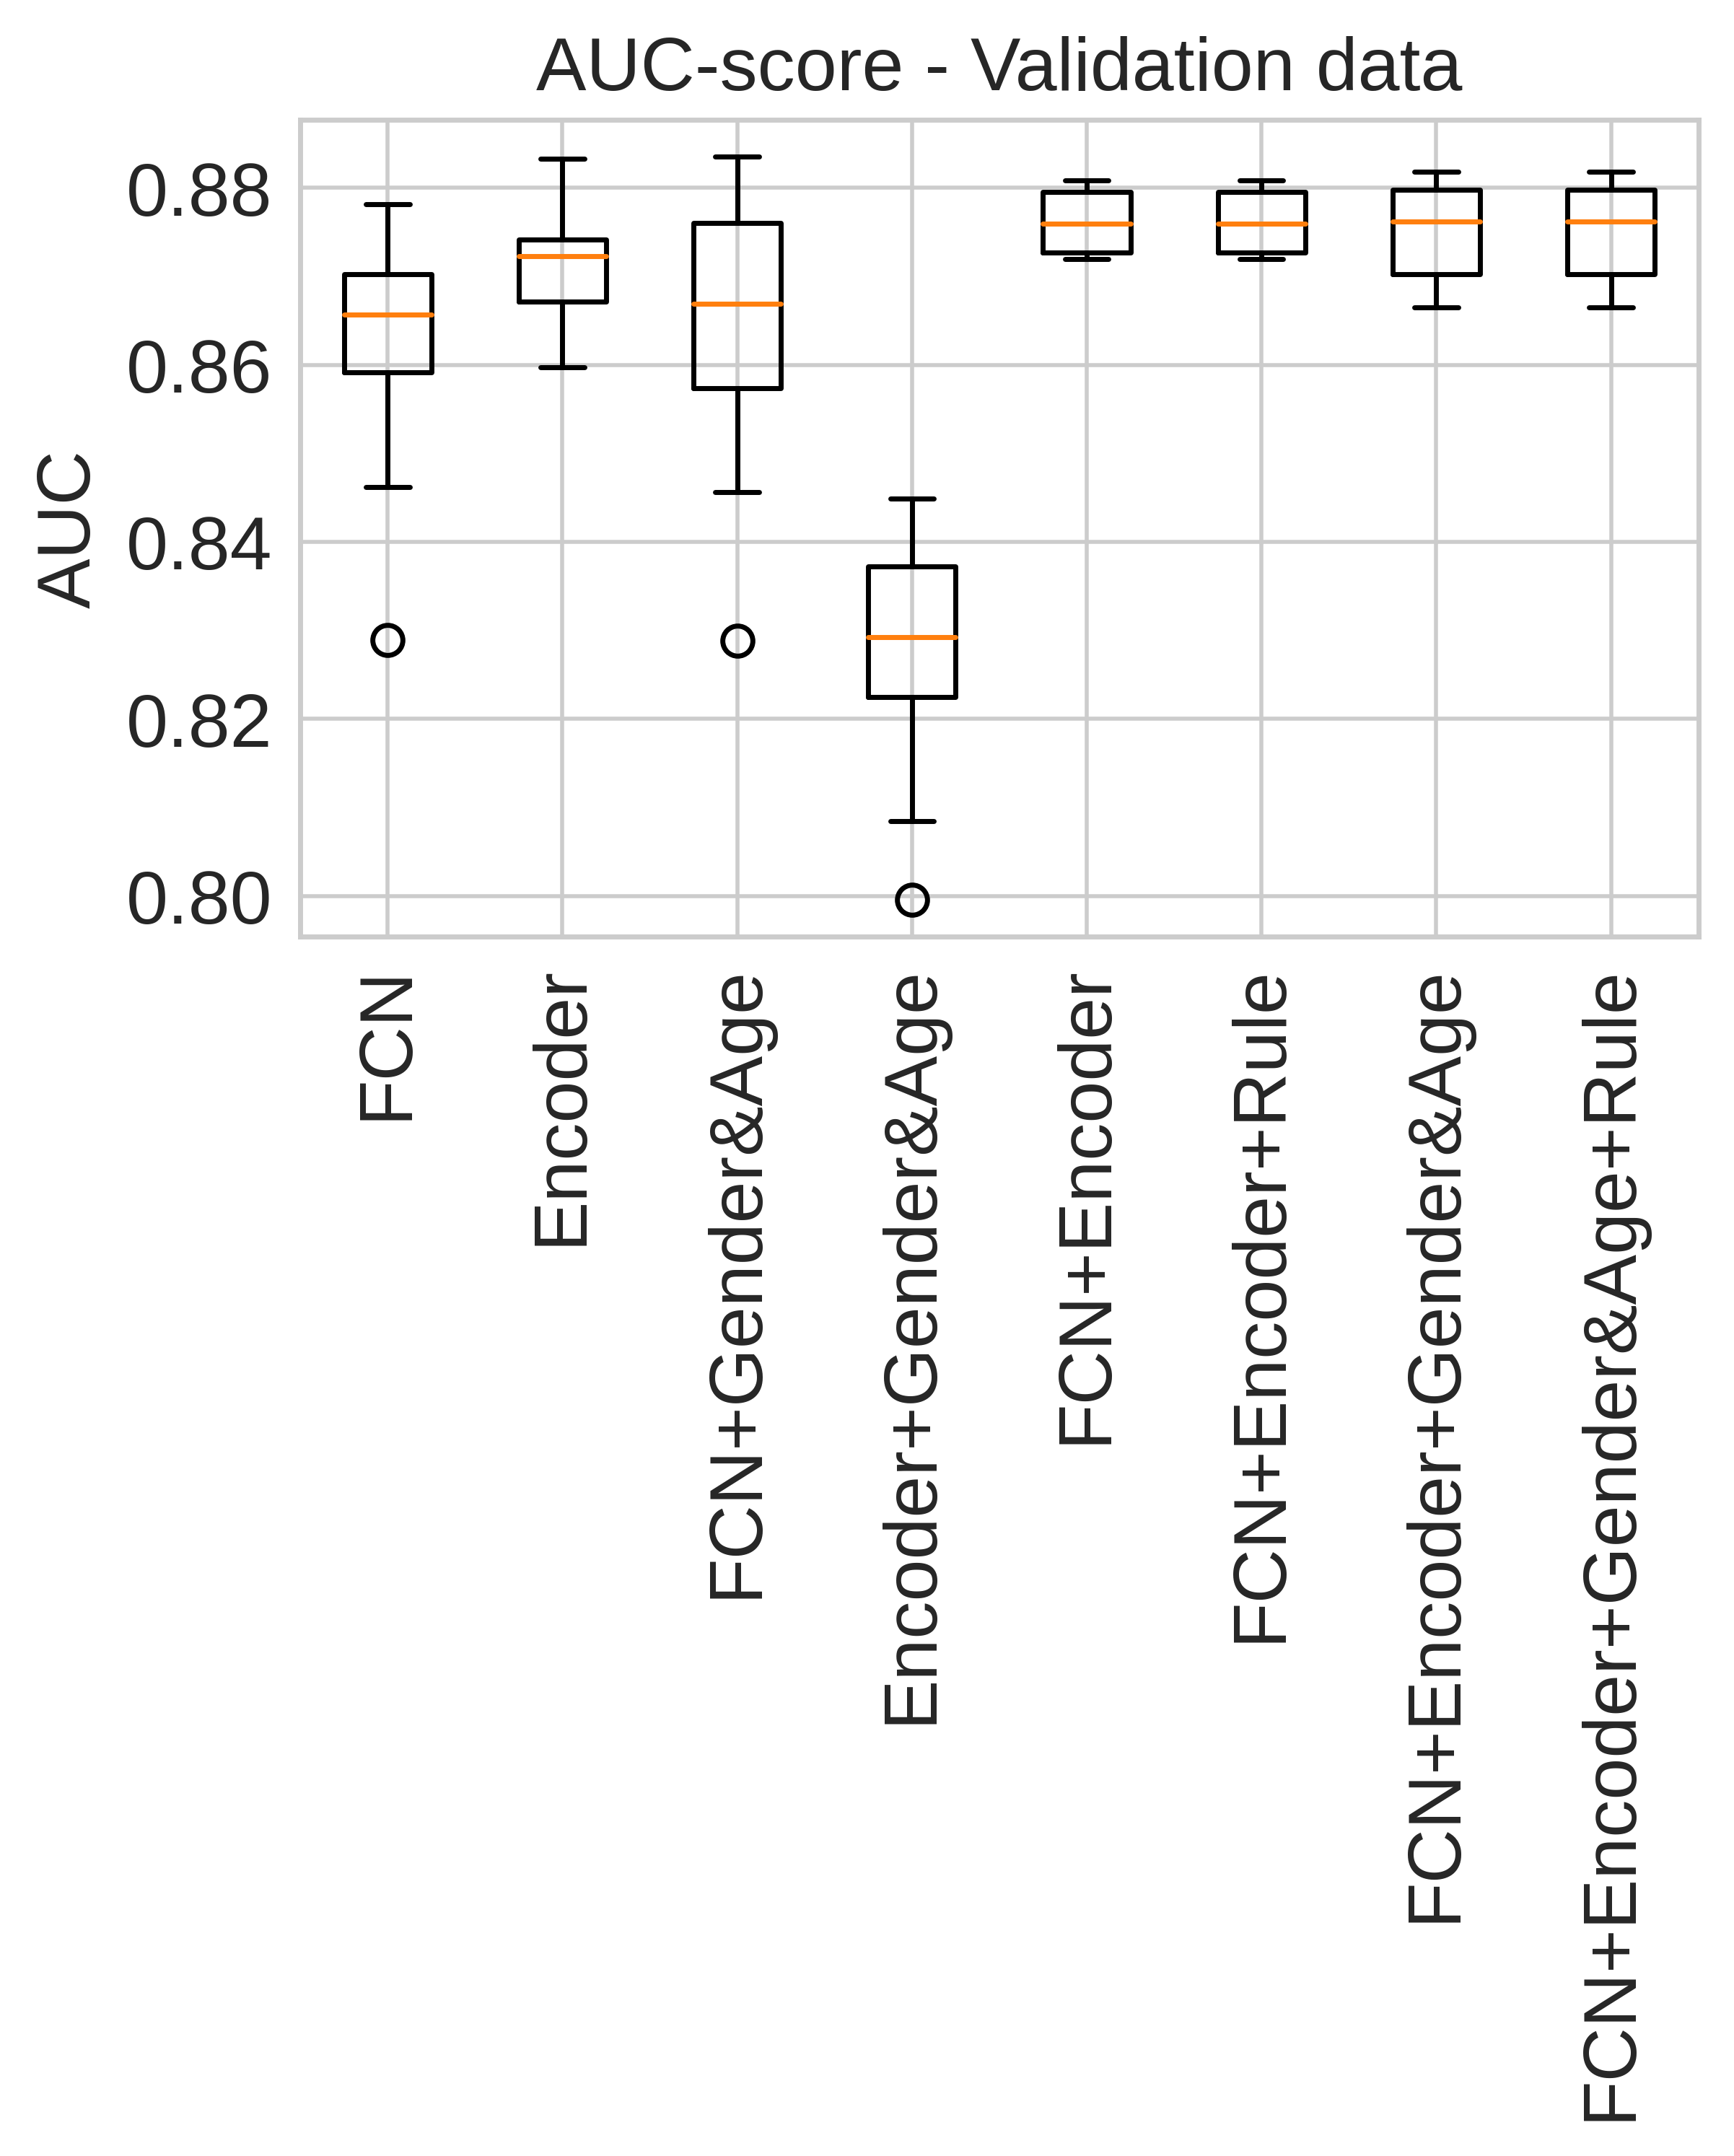 AUC-score - Validation data
AUC
0.88
0.86
0.84
0.82
0.80
FCN
Encoder
FCN+Gender&Age
Encoder+Gender&Age
FCN+Encoder
FCN+Encoder+Rule
FCN+Encoder+Gender&Age
FCN+Encoder+Gender&Age+Rule